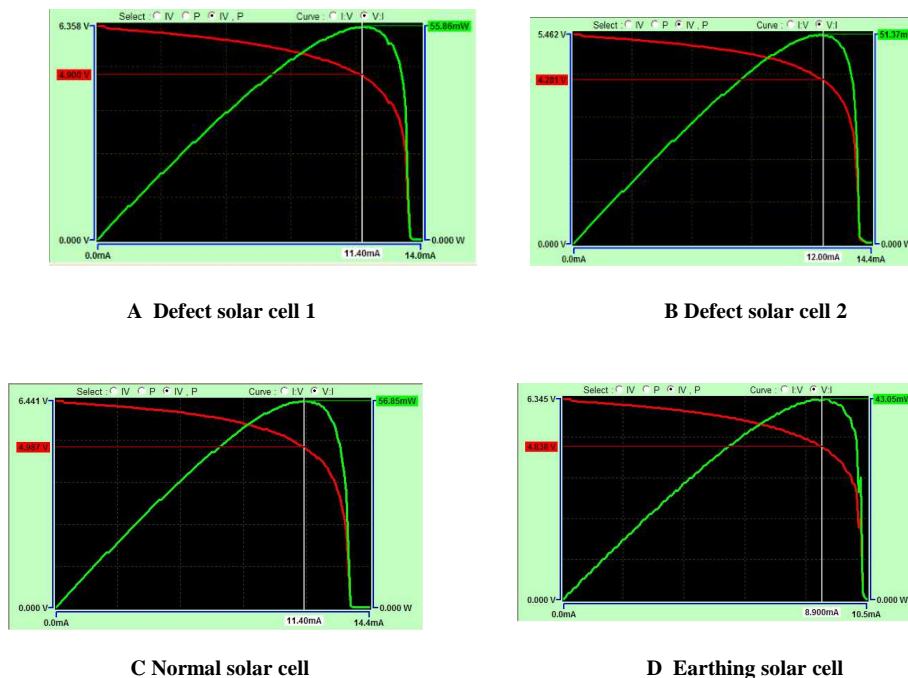 Select : IV P IV , P Curve : I:V V:I
6.358 V 55.86mW
4.900 V
0.000 V 0.000 W
11.40mA
0.0mA 14.0mA
A Defect solar cell 1
Select : IV P IV , P Curve : I:V V:I
5.462 V 51.37mW
4.281 V
0.000 V 0.000 W
0.0mA 12.00mA 14.4mA
B Defect solar cell 2
Select : IV P IV , P Curve : I:V V:I
6.441 V 56.85mW
4.987 V
0.000 V 0.000 W
0.0mA 11.40mA 14.4mA
C Normal solar cell
Select : IV P IV , P Curve : I:V V:I
6.345 V 43.05mW
4.838 V
0.000 V 0.000 W
0.0mA 8.900mA 10.5mA
D Earthing solar cell